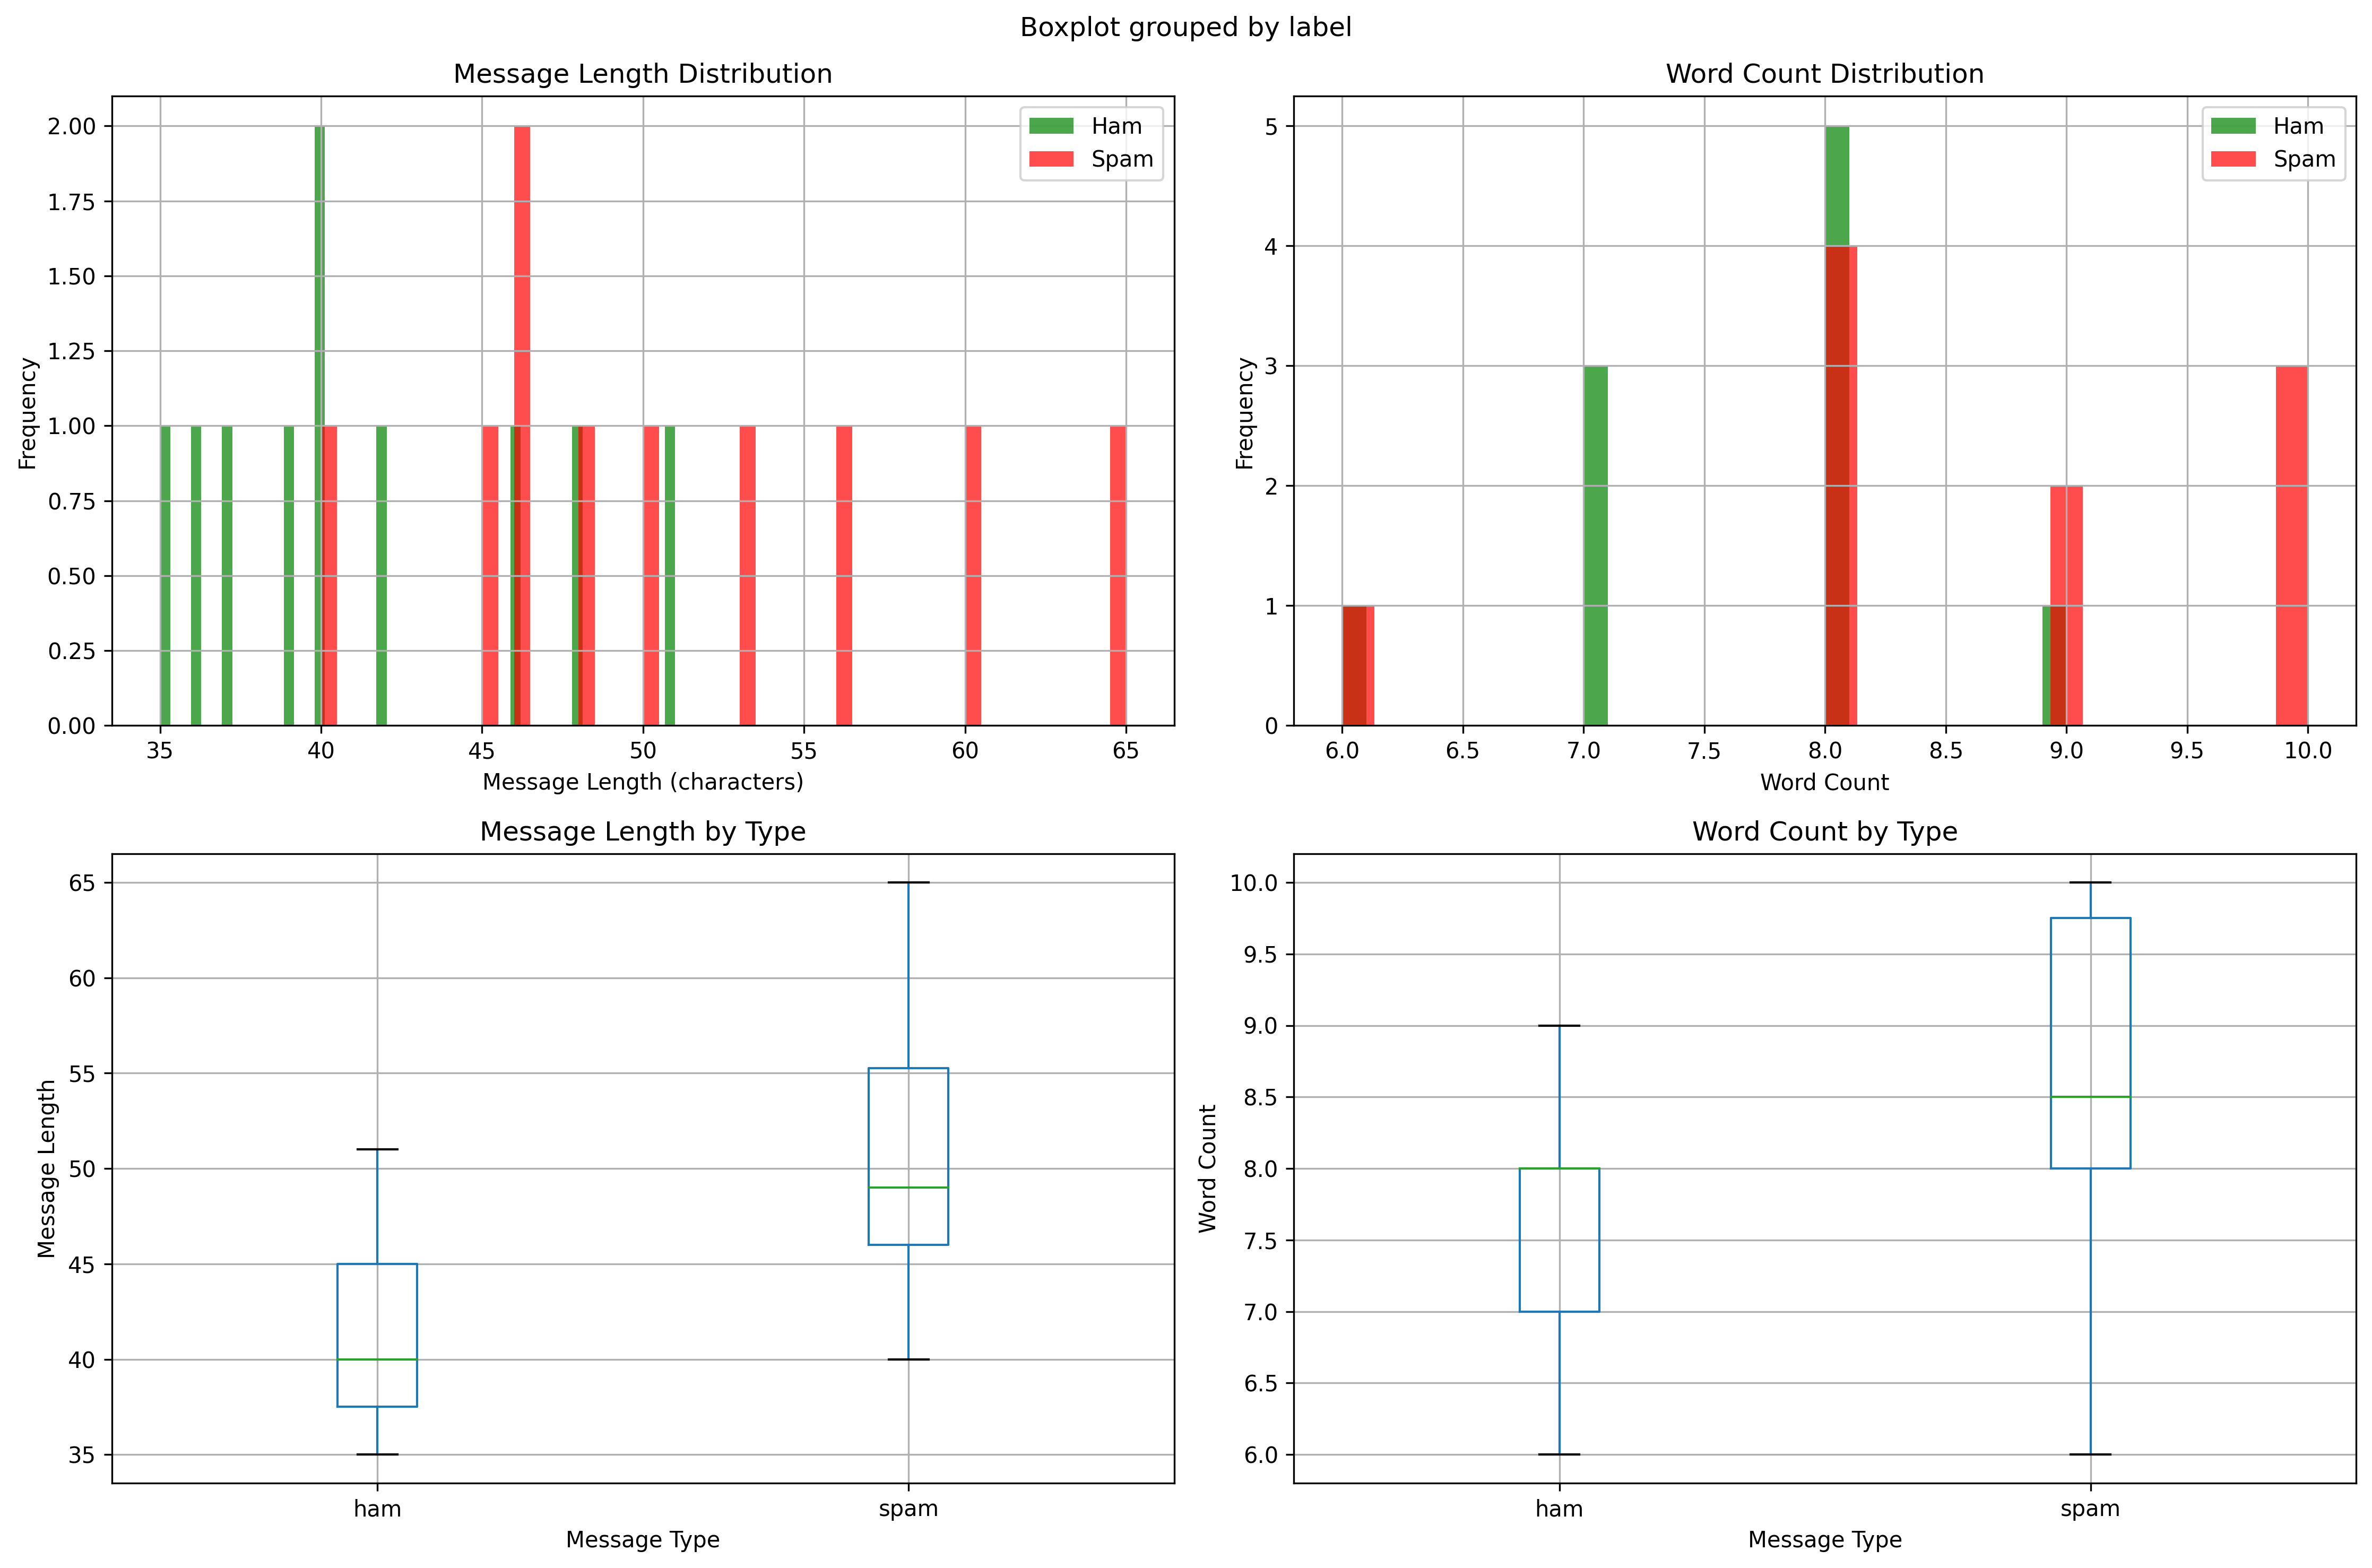 Boxplot grouped by label
Message Length Distribution
2.00
1.75
1.50
1.25
1.00
0.75
0.50
0.25
0.00
Frequency
35 40 45 50 55 60 65
Message Length (characters)
Ham
Spam
Word Count Distribution
5
4
3
2
1
0
Frequency
6.0 6.5 7.0 7.5 8.0 8.5 9.0 9.5 10.0
Word Count
Ham
Spam
Message Length by Type
65
60
55
50
45
40
35
Message Length
ham spam
Message Type
Word Count by Type
10.0
9.5
9.0
8.5
8.0
7.5
7.0
6.5
6.0
Word Count
ham spam
Message Type